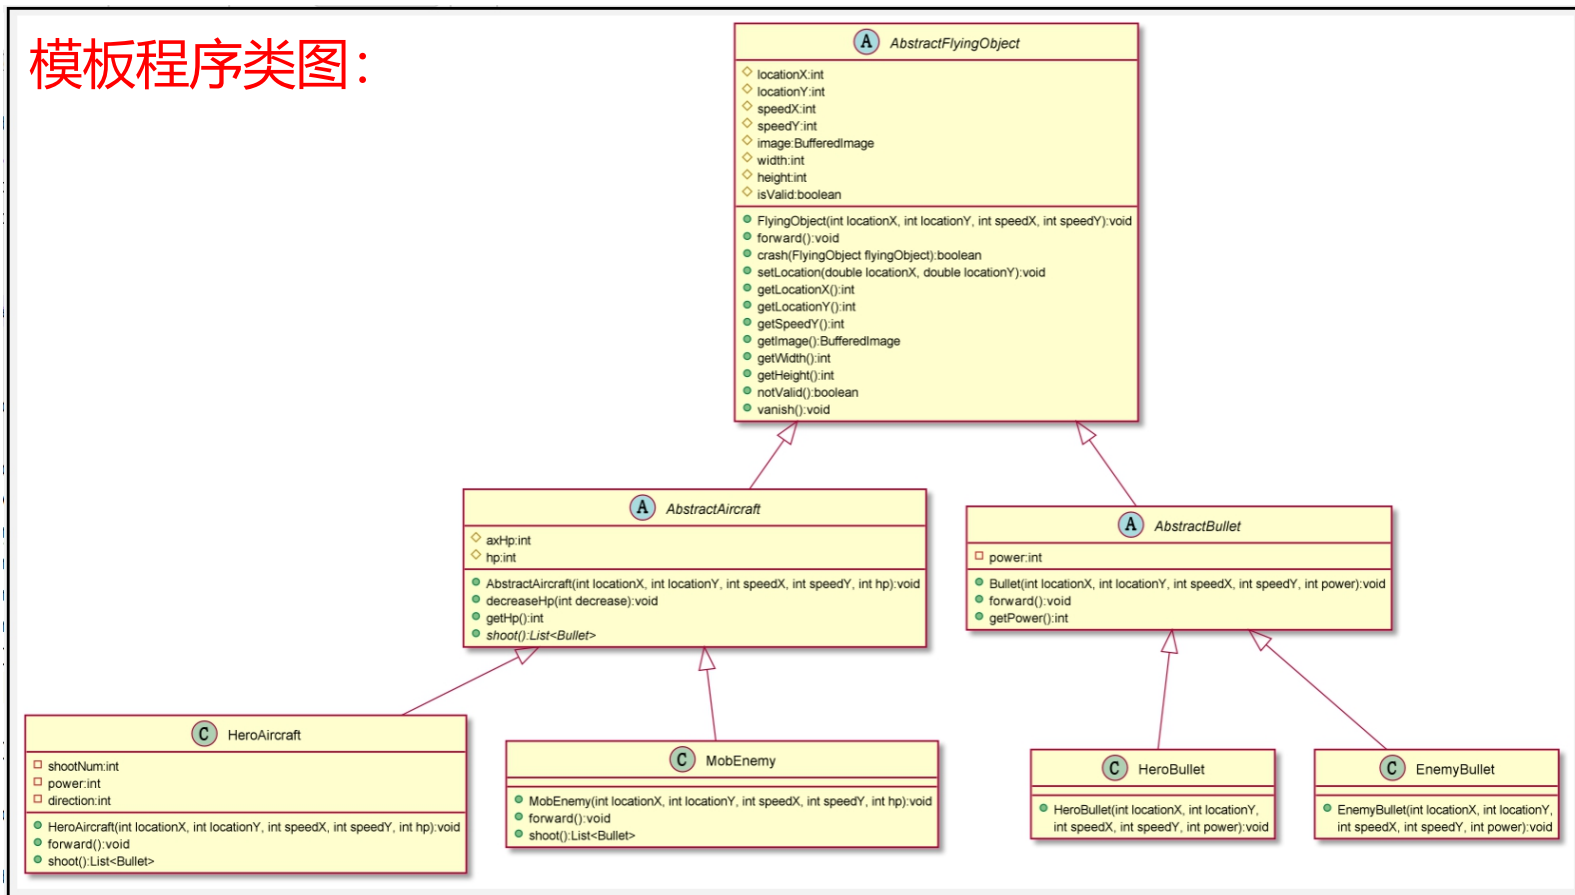 模板程序类图：
A AbstractFlyingObject
locationX:int
locationY:int
speedX:int
speedY:int
image:BufferedImage
width:int
height:int
isValid:boolean
FlyingObject(int locationX, int locationY, int speedX, int speedY):void
forward():void
crash(FlyingObject flyingObject):boolean
setLocation(double locationX, double locationY):void
getLocationX():int
getLocationY():int
getSpeedY():int
getImage():BufferedImage
getWidth():int
getHeight():int
notValid():boolean
vanish():void
A AbstractAircraft
axHp:int
hp:int
AbstractAircraft(int locationX, int locationY, int speedX, int speedY, int hp):void
decreaseHp(int decrease):void
getHp():int
shoot():List<Bullet>
A AbstractBullet
power:int
Bullet(int locationX, int locationY, int speedX, int speedY, int power):void
forward():void
getPower():int
C HeroAircraft
shootNum:int
power:int
direction:int
HeroAircraft(int locationX, int locationY, int speedX, int speedY, int hp):void
forward():void
shoot():List<Bullet>
C MobEnemy
MobEnemy(int locationX, int locationY, int speedX, int speedY, int hp):void
forward():void
shoot():List<Bullet>
C HeroBullet
HeroBullet(int locationX, int locationY,
int speedX, int speedY, int power):void
C EnemyBullet
EnemyBullet(int locationX, int locationY,
int speedX, int speedY, int power):void